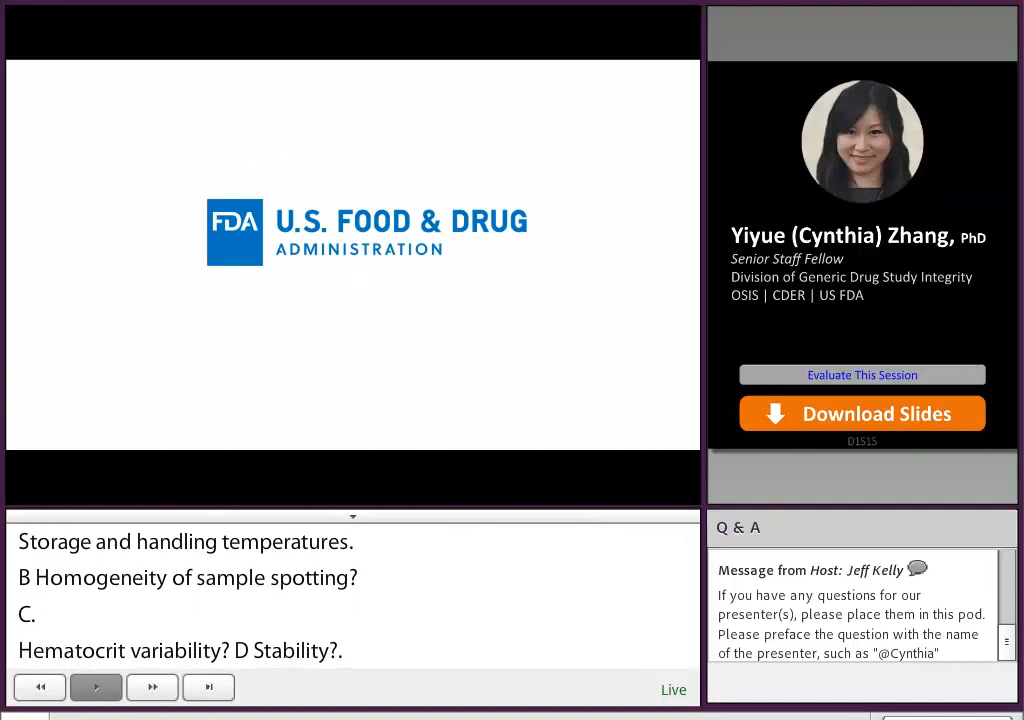 FDA U.S. FOOD & DRUG
ADMINISTRATION
Yiyue (Cynthia) Zhang, PhD
Senior Staff Fellow
Division of Generic Drug Study Integrity
OSIS | CDER | US FDA
Evaluate This Session
Download Slides
D1S15
Storage and handling temperatures.
B Homogeneity of sample spotting?
C.
Hematocrit variability? D Stability?.
Live
Q & A
Message from Host: Jeff Kelly
If you have any questions for our
presenter(s), please place them in this pod.
Please preface the question with the name
of the presenter, such as "@Cynthia"